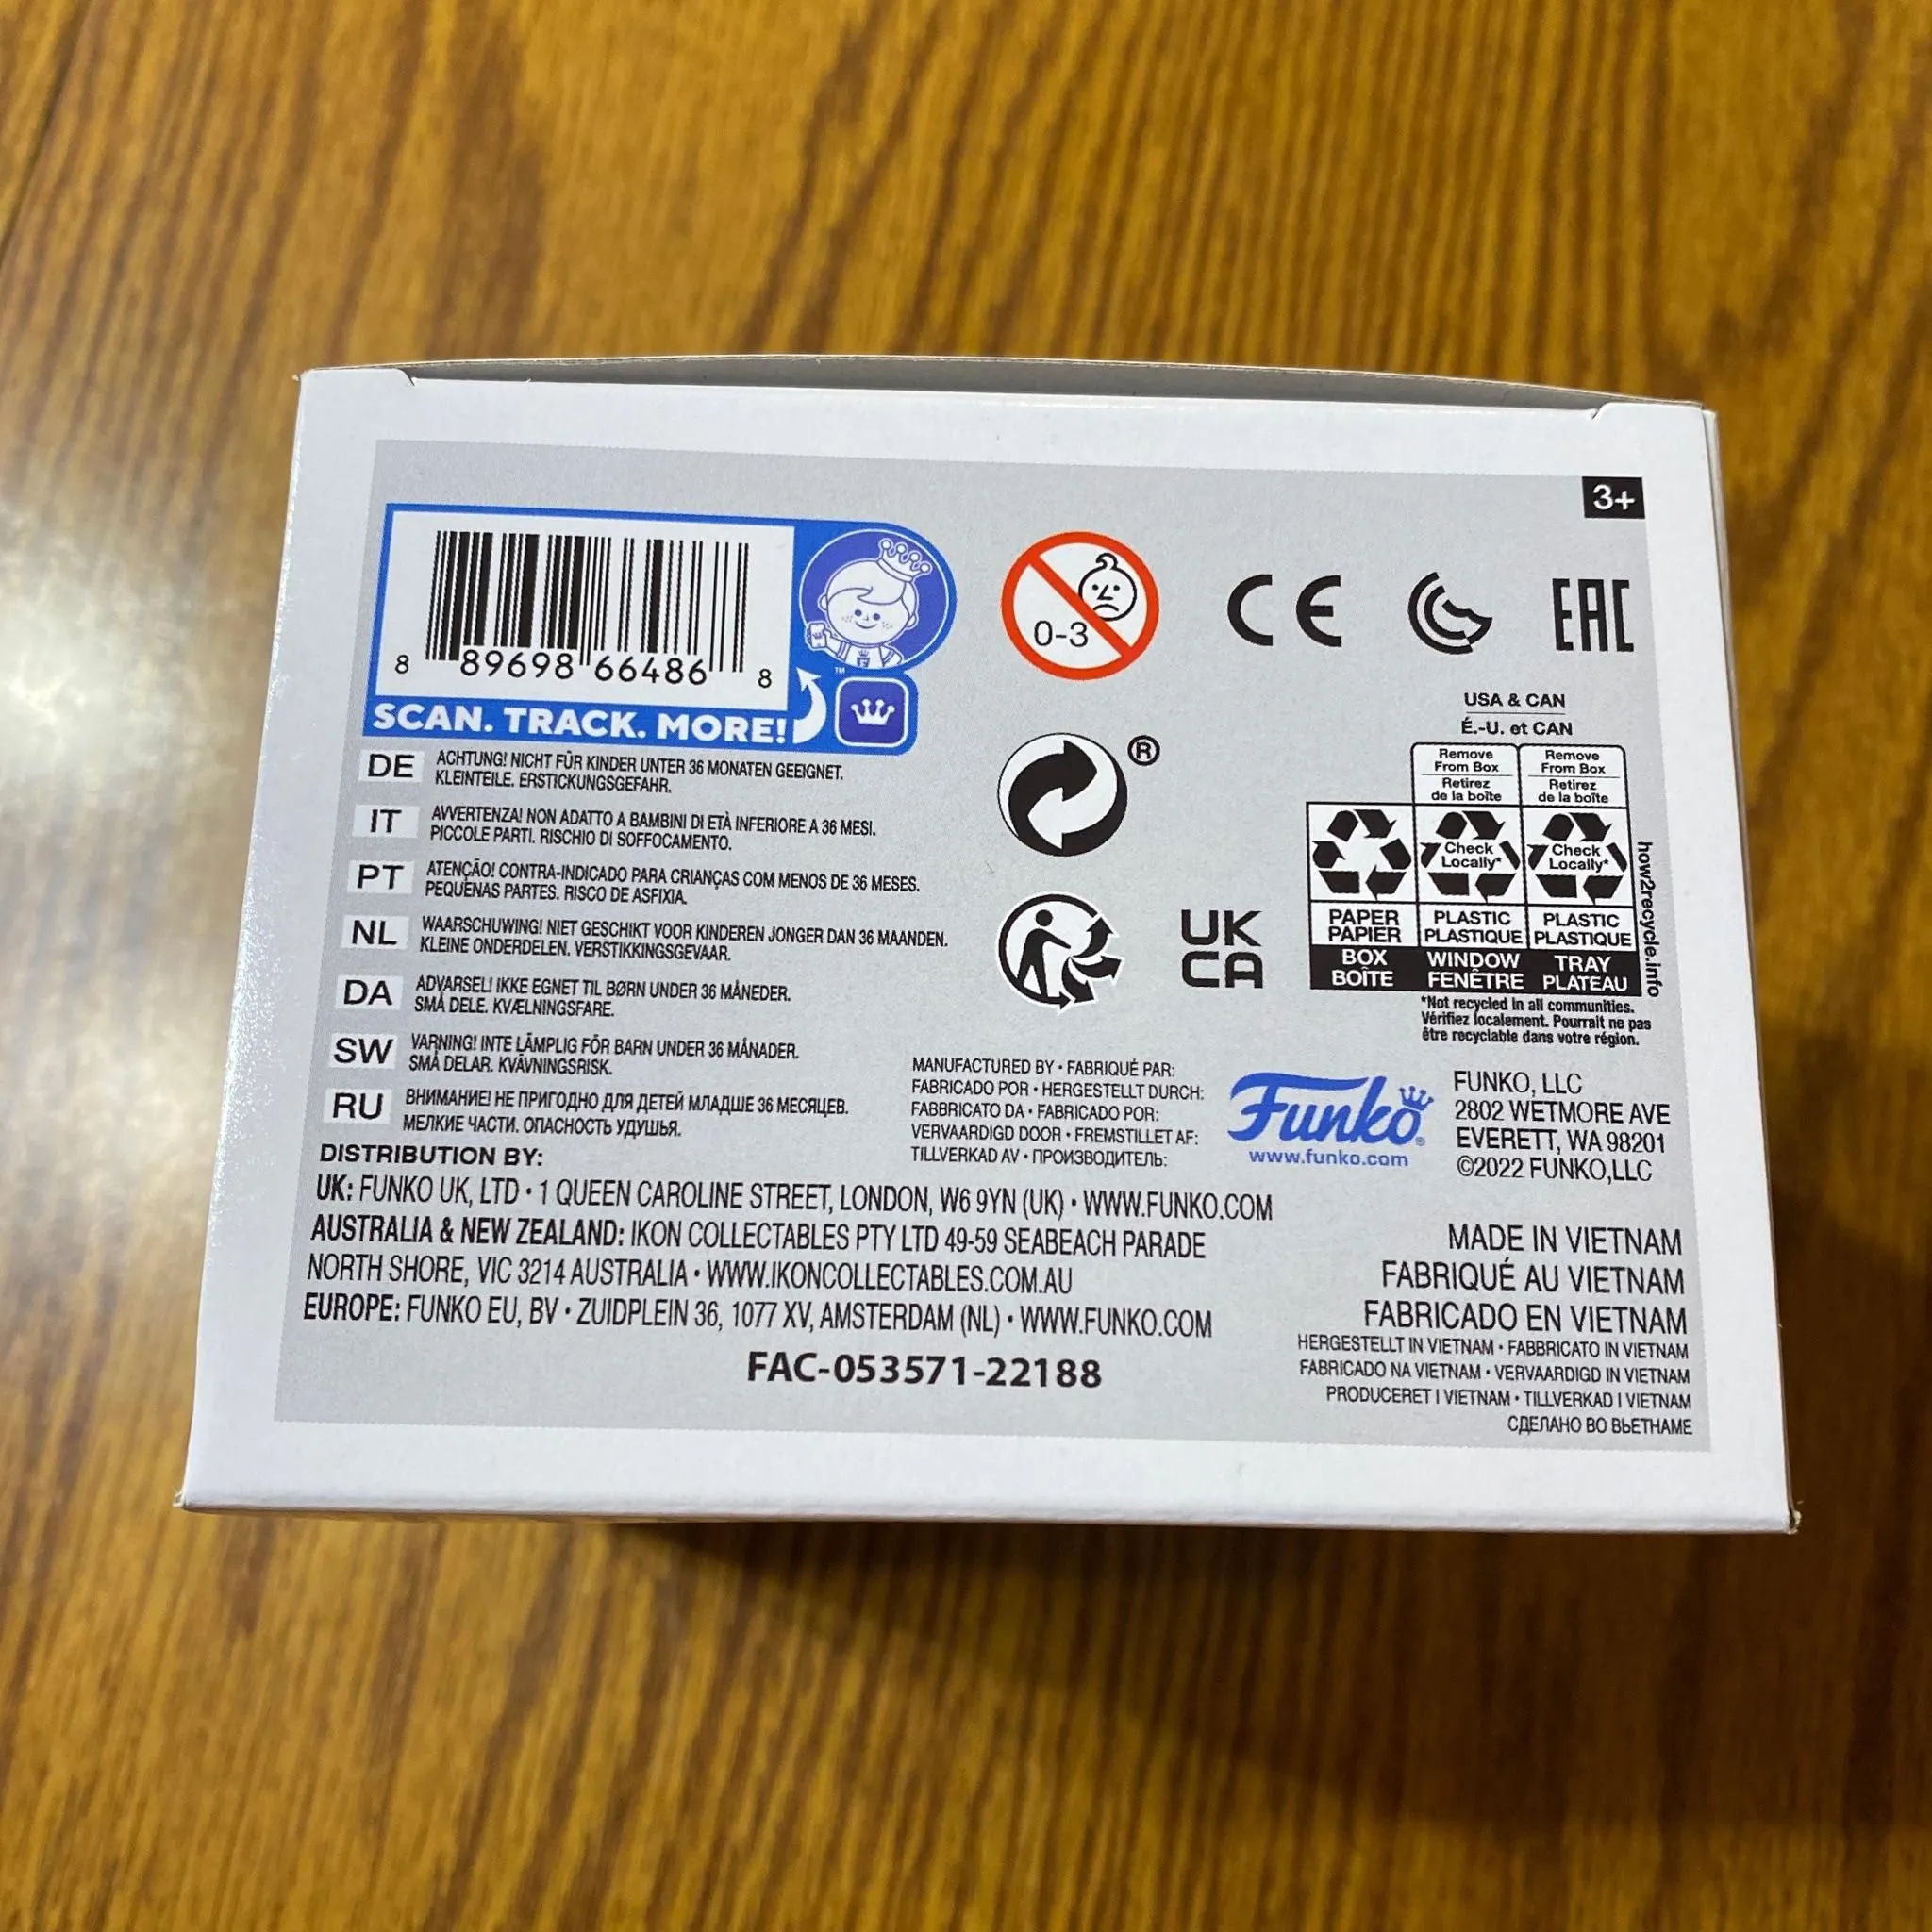 3+
8 89698 66486 8
™
SCAN. TRACK. MORE!
0-3
CE
EAC
DE ACHTUNG! NICHT FÜR KINDER UNTER 36 MONATEN GEEIGNET.
KLEINTEILE. ERSTICKUNGSGEFAHR.
IT AVVERTENZA! NON ADATTO A BAMBINI DI ETÀ INFERIORE A 36 MESI.
PICCOLE PARTI. RISCHIO DI SOFFOCAMENTO.
PT ATENÇÃO! CONTRA-INDICADO PARA CRIANÇAS COM MENOS DE 36 MESES.
PEQUENAS PARTES. RISCO DE ASFIXIA.
NL WAARSCHUWING! NIET GESCHIKT VOOR KINDEREN JONGER DAN 36 MAANDEN.
KLEINE ONDERDELEN. VERSTIKKINGSGEVAAR.
DA ADVARSEL! IKKE EGNET TIL BØRN UNDER 36 MÅNEDER.
SMÅ DELE. KVÆLNINGSFARE.
SW VARNING! INTE LÄMPLIG FÖR BARN UNDER 36 MÅNADER.
SMÅ DELAR. KVÄVNINGSRISK.
RU ВНИМАНИЕ! НЕ ПРИГОДНО ДЛЯ ДЕТЕЙ МЛАДШЕ 36 МЕСЯЦЕВ.
МЕЛКИЕ ЧАСТИ. ОПАСНОСТЬ УДУШЬЯ.
®
UK
CA
USA & CAN
É.-U. et CAN
Remove
From Box
Retirez
de la boîte
Remove
From Box
Retirez
de la boîte
Check
Locally*
Check
Locally*
PAPER
PAPIER
PLASTIC
PLASTIQUE
PLASTIC
PLASTIQUE
BOX
BOÎTE
WINDOW
FENÊTRE
TRAY
PLATEAU
how2recycle.info
*Not recycled in all communities.
Vérifiez localement. Pourrait ne pas
être recyclable dans votre région.
MANUFACTURED BY • FABRIQUÉ PAR:
FABRICADO POR • HERGESTELLT DURCH:
FABBRICATO DA • FABRICADO POR:
VERVAARDIGD DOOR • FREMSTILLET AF:
TILLVERKAD AV • ПРОИЗВОДИТЕЛЬ:
Funko®
www.funko.com
FUNKO, LLC
2802 WETMORE AVE
EVERETT, WA 98201
©2022 FUNKO,LLC
DISTRIBUTION BY:
UK: FUNKO UK, LTD • 1 QUEEN CAROLINE STREET, LONDON, W6 9YN (UK) • WWW.FUNKO.COM
AUSTRALIA & NEW ZEALAND: IKON COLLECTABLES PTY LTD 49-59 SEABEACH PARADE
NORTH SHORE, VIC 3214 AUSTRALIA • WWW.IKONCOLLECTABLES.COM.AU
EUROPE: FUNKO EU, BV • ZUIDPLEIN 36, 1077 XV, AMSTERDAM (NL) • WWW.FUNKO.COM
FAC-053571-22188
MADE IN VIETNAM
FABRIQUÉ AU VIETNAM
FABRICADO EN VIETNAM
HERGESTELLT IN VIETNAM • FABBRICATO IN VIETNAM
FABRICADO NA VIETNAM • VERVAARDIGD IN VIETNAM
PRODUCERET I VIETNAM • TILLVERKAD I VIETNAM
СДЕЛАНО ВО ВЬЕТНАМЕ